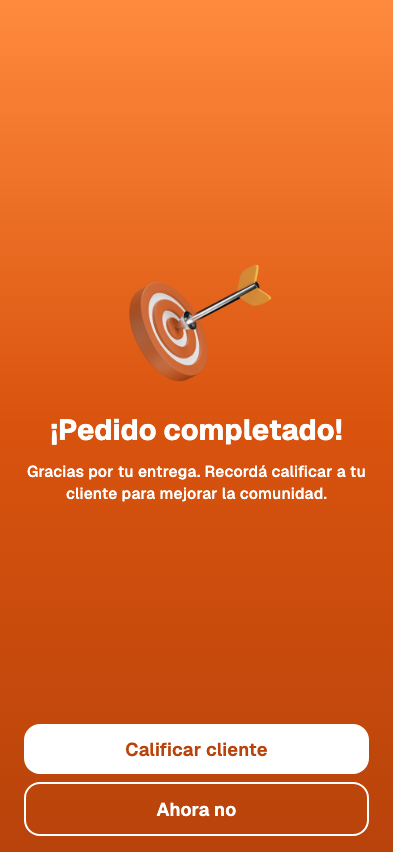 ¡Pedido completado!
Gracias por tu entrega. Recordá calificar a tu
cliente para mejorar la comunidad.
Calificar cliente
Ahora no